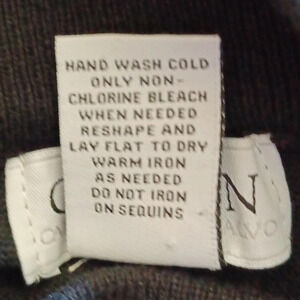 HAND WASH COLD
ONLY NON-
CHLORINE BLEACH
WHEN NEEDED
RESHAPE AND
LAY FLAT TO DRY
WARM IRON
AS NEEDED
DO NOT IRON
ON SEQUINS